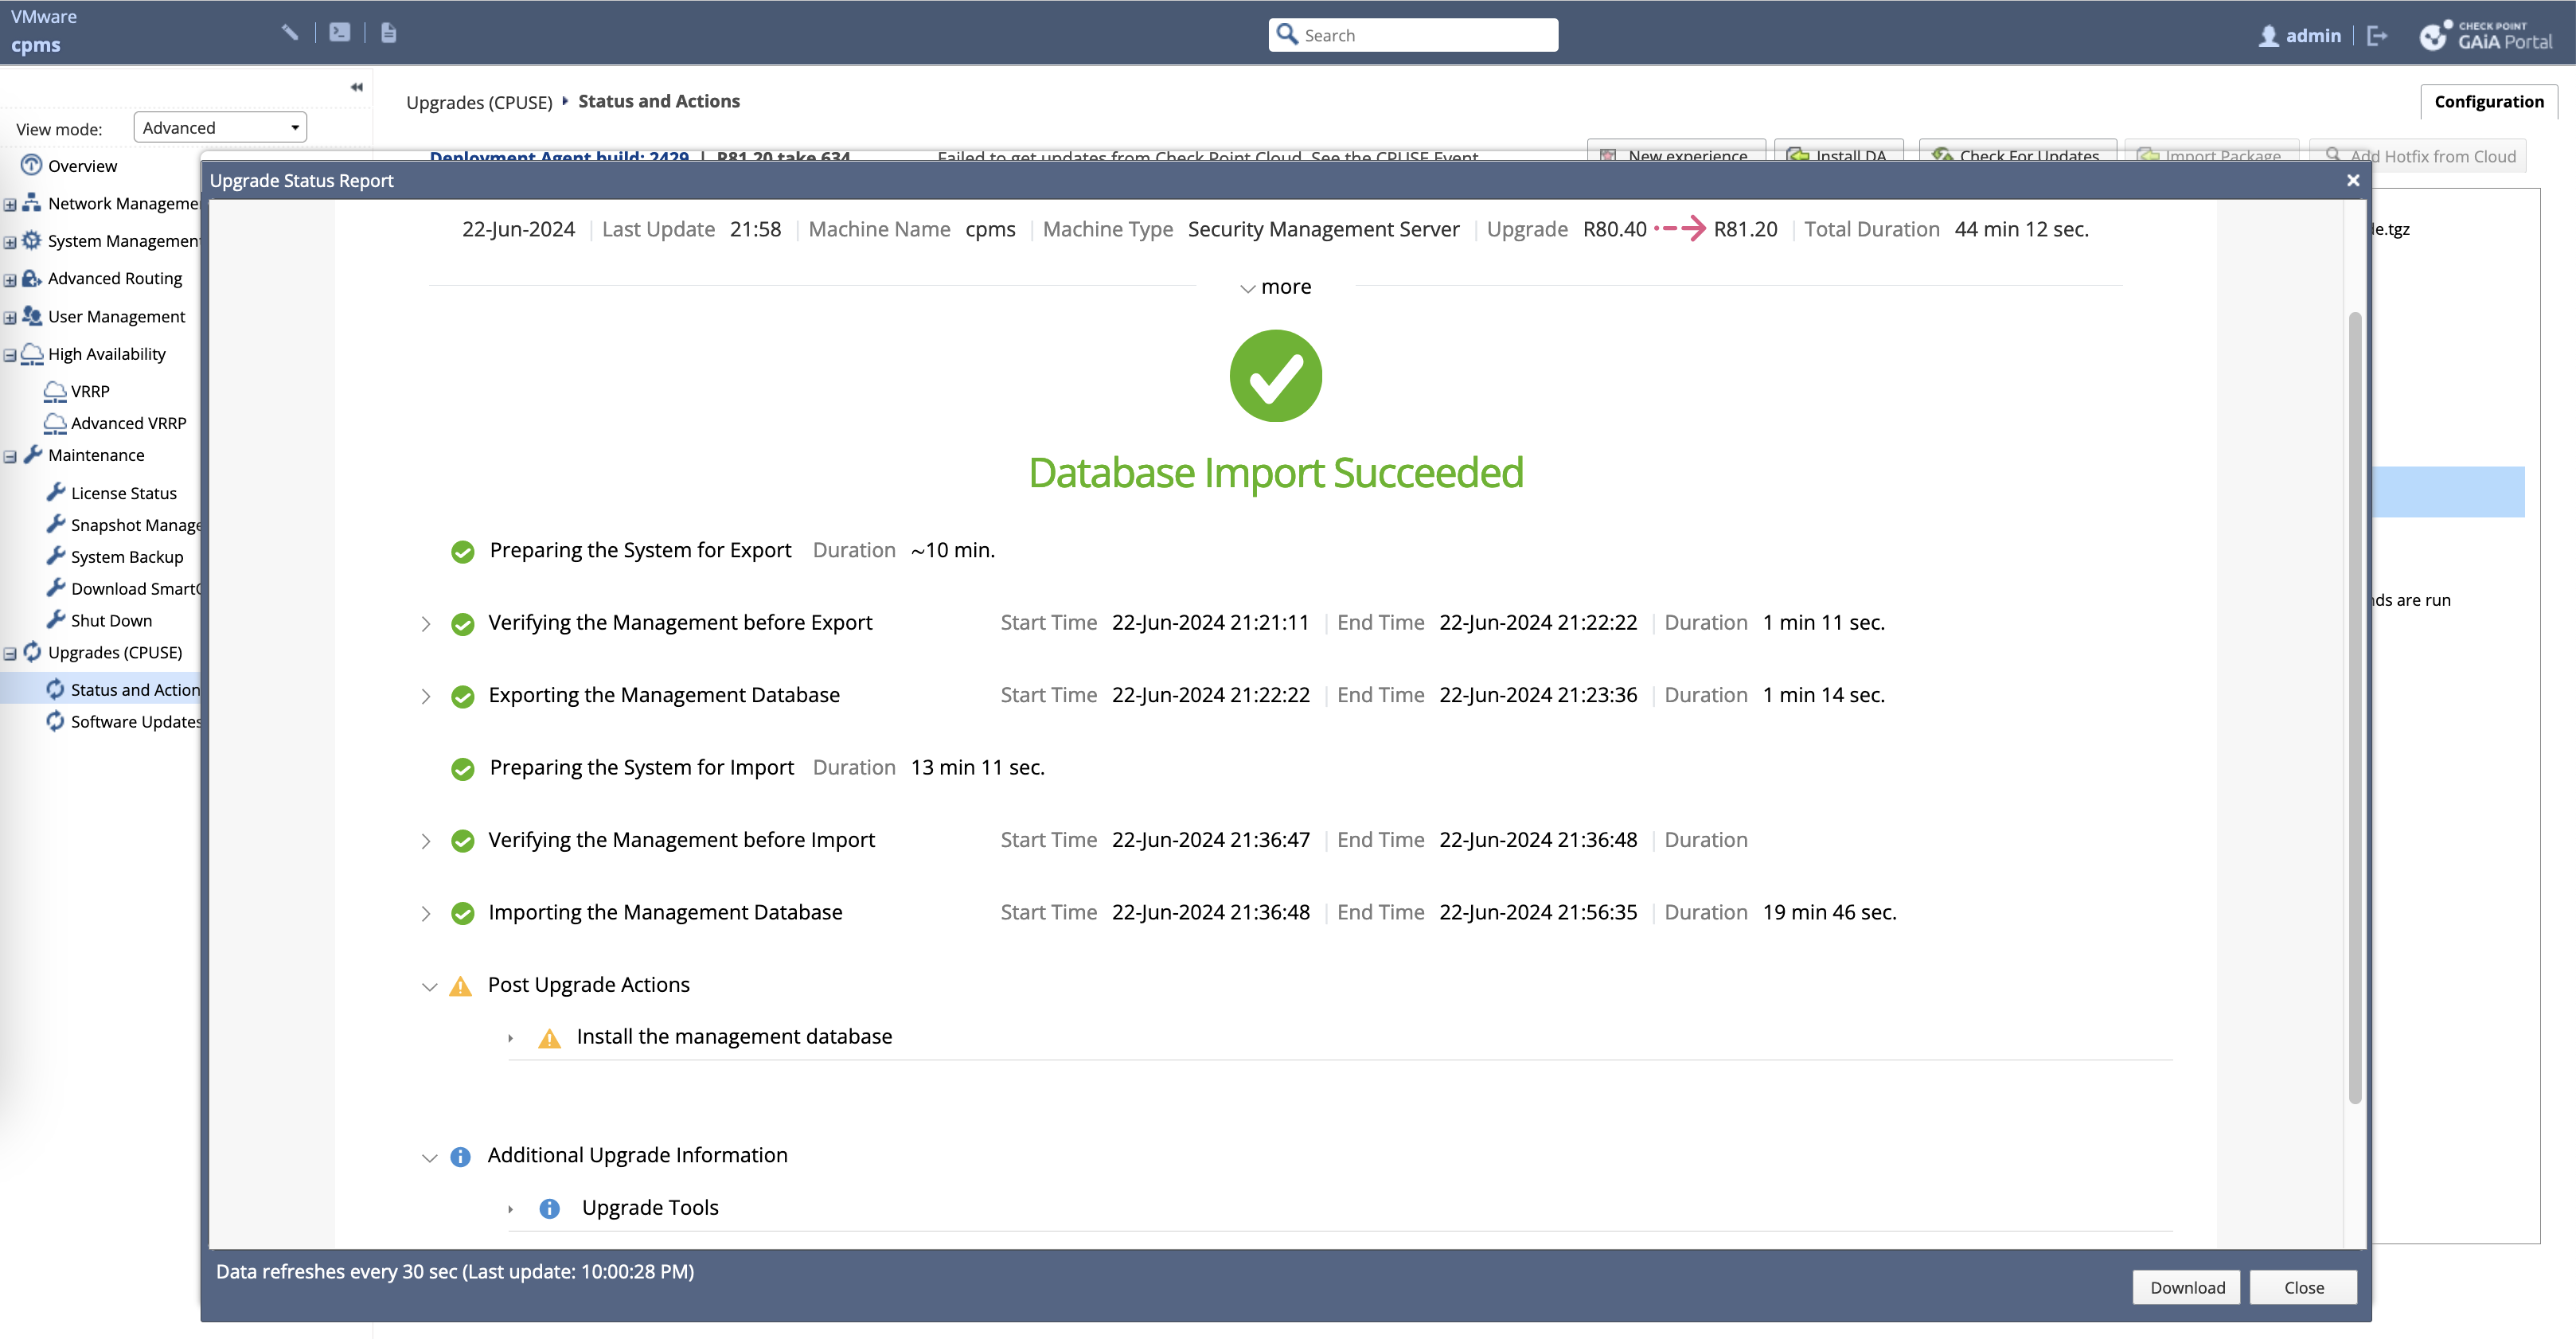 VMware
cpms
Search
admin
CHECK POINT
GAiA Portal
View mode:
Advanced
Upgrades (CPUSE) Status and Actions
Configuration
Deployment Agent build: 2429 | R81.20 take 634
Failed to get updates from Check Point Cloud. See the CPUSE Event
New experience
Install DA
Check For Updates
Import Package
Add Hotfix from Cloud
Overview
Network Manageme
System Managemen
Advanced Routing
User Management
High Availability
VRRP
Advanced VRRP
Maintenance
License Status
Snapshot Manage
System Backup
Download Smart
Shut Down
Upgrades (CPUSE)
Status and Action
Software Updates
Upgrade Status Report
22-Jun-2024 | Last Update 21:58 | Machine Name cpms | Machine Type Security Management Server | Upgrade R80.40 R81.20 | Total Duration 44 min 12 sec.
more
Database Import Succeeded
Preparing the System for Export Duration ~10 min.
Verifying the Management before Export Start Time 22-Jun-2024 21:21:11 | End Time 22-Jun-2024 21:22:22 | Duration 1 min 11 sec.
Exporting the Management Database Start Time 22-Jun-2024 21:22:22 | End Time 22-Jun-2024 21:23:36 | Duration 1 min 14 sec.
Preparing the System for Import Duration 13 min 11 sec.
Verifying the Management before Import Start Time 22-Jun-2024 21:36:47 | End Time 22-Jun-2024 21:36:48 | Duration
Importing the Management Database Start Time 22-Jun-2024 21:36:48 | End Time 22-Jun-2024 21:56:35 | Duration 19 min 46 sec.
Post Upgrade Actions
Install the management database
Additional Upgrade Information
Upgrade Tools
Data refreshes every 30 sec (Last update: 10:00:28 PM)
Download
Close
le.tgz
nds are run